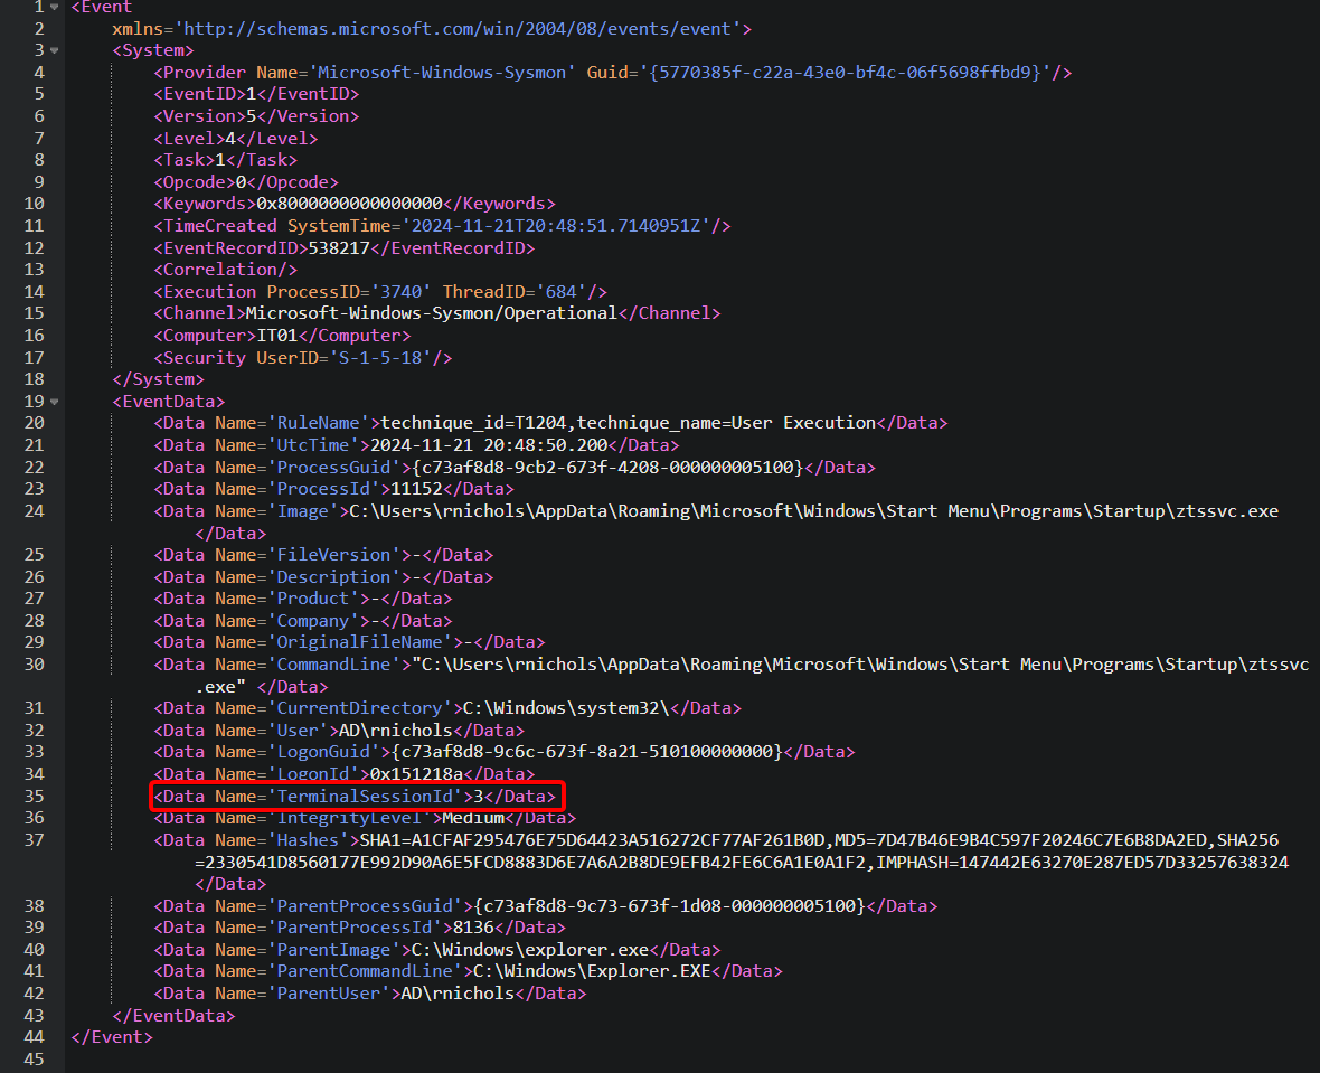 1 <Event
2 xmlns='http://schemas.microsoft.com/win/2004/08/events/event'>
3 <System>
4 <Provider Name='Microsoft-Windows-Sysmon' Guid='{5770385f-c22a-43e0-bf4c-06f5698ffbd9}'/>
5 <EventID>1</EventID>
6 <Version>5</Version>
7 <Level>4</Level>
8 <Task>1</Task>
9 <Opcode>0</Opcode>
10 <Keywords>0x8000000000000000</Keywords>
11 <TimeCreated SystemTime='2024-11-21T20:48:51.7140951Z'/>
12 <EventRecordID>538217</EventRecordID>
13 <Correlation/>
14 <Execution ProcessID='3740' ThreadID='684'/>
15 <Channel>Microsoft-Windows-Sysmon/Operational</Channel>
16 <Computer>IT01</Computer>
17 <Security UserID='S-1-5-18'/>
18 </System>
19 <EventData>
20 <Data Name='RuleName'>technique_id=T1204,technique_name=User Execution</Data>
21 <Data Name='UtcTime'>2024-11-21 20:48:50.200</Data>
22 <Data Name='ProcessGuid'>{c73af8d8-9cb2-673f-4208-000000005100}</Data>
23 <Data Name='ProcessId'>11152</Data>
24 <Data Name='Image'>C:\Users\rnichols\AppData\Roaming\Microsoft\Windows\Start Menu\Programs\Startup\ztssvc.exe
</Data>
25 <Data Name='FileVersion'>-</Data>
26 <Data Name='Description'>-</Data>
27 <Data Name='Product'>-</Data>
28 <Data Name='Company'>-</Data>
29 <Data Name='OriginalFileName'>-</Data>
30 <Data Name='CommandLine'>"C:\Users\rnichols\AppData\Roaming\Microsoft\Windows\Start Menu\Programs\Startup\ztssvc
.exe" </Data>
31 <Data Name='CurrentDirectory'>C:\Windows\system32\</Data>
32 <Data Name='User'>AD\rnichols</Data>
33 <Data Name='LogonGuid'>{c73af8d8-9c6c-673f-8a21-510100000000}</Data>
34 <Data Name='LogonId'>0x151218a</Data>
35 <Data Name='TerminalSessionId'>3</Data>
36 <Data Name='IntegrityLevel'>Medium</Data>
37 <Data Name='Hashes'>SHA1=A1CFAF295476E75D64423A516272CF77AF261B0D,MD5=7D47B46E9B4C597F20246C7E6B8DA2ED,SHA256
=2330541D8560177E992D90A6E5FCD8883D6E7A6A2B8DE9EFB42FE6C6A1E0A1F2,IMPHASH=147442E63270E287ED57D33257638324
</Data>
38 <Data Name='ParentProcessGuid'>{c73af8d8-9c73-673f-1d08-000000005100}</Data>
39 <Data Name='ParentProcessId'>8136</Data>
40 <Data Name='ParentImage'>C:\Windows\explorer.exe</Data>
41 <Data Name='ParentCommandLine'>C:\Windows\Explorer.EXE</Data>
42 <Data Name='ParentUser'>AD\rnichols</Data>
43 </EventData>
44 </Event>
45